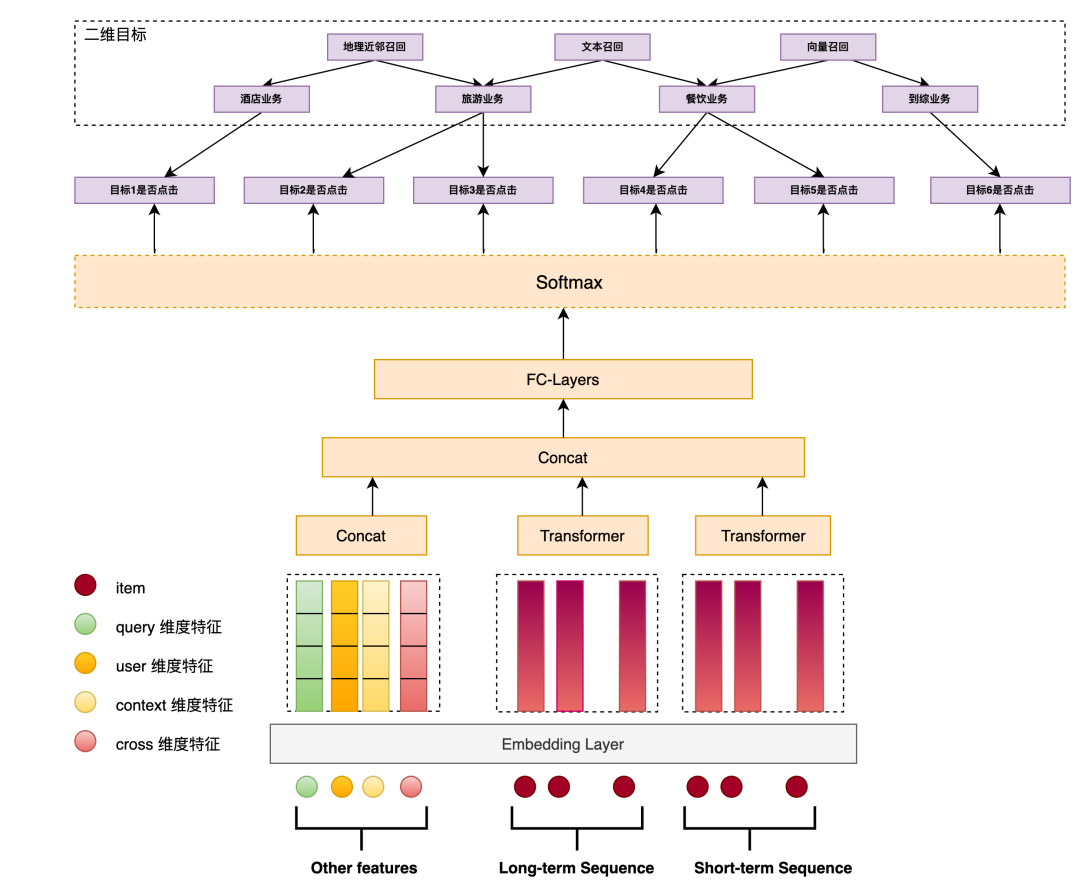 二维目标
地理近邻召回
文本召回
向量召回
酒店业务
旅游业务
餐饮业务
到综业务
目标1是否点击
目标2是否点击
目标3是否点击
目标4是否点击
目标5是否点击
目标6是否点击
Softmax
FC-Layers
Concat
Concat
Transformer
Transformer
item
query 维度特征
user 维度特征
context 维度特征
cross 维度特征
Embedding Layer
Other features
Long-term Sequence
Short-term Sequence